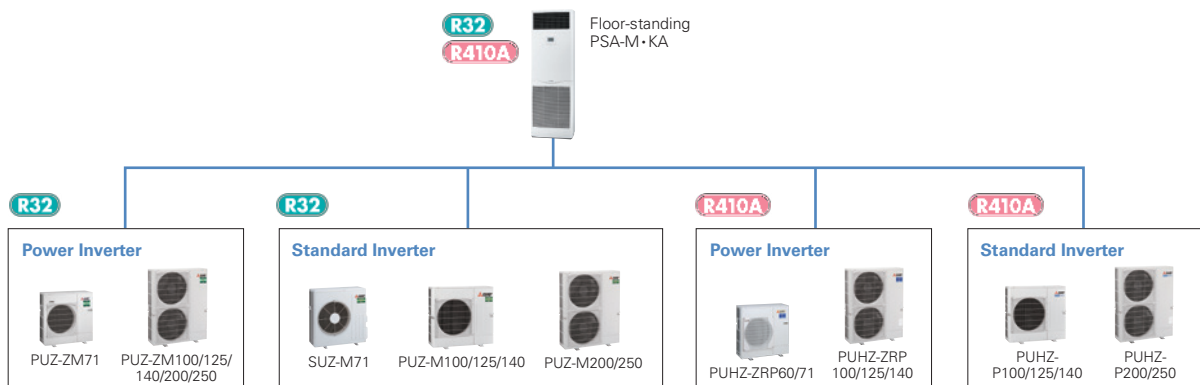 R32
R410A
Floor-standing
PSA-M•KA
R32
R32
R410A
R410A
Power Inverter
PUZ-ZM71
PUZ-ZM100/125/
140/200/250
Standard Inverter
SUZ-M71
PUZ-M100/125/140
PUZ-M200/250
Power Inverter
PUHZ-ZRP60/71
PUHZ-ZRP
100/125/140
Standard Inverter
PUHZ-
P100/125/140
PUHZ-
P200/250